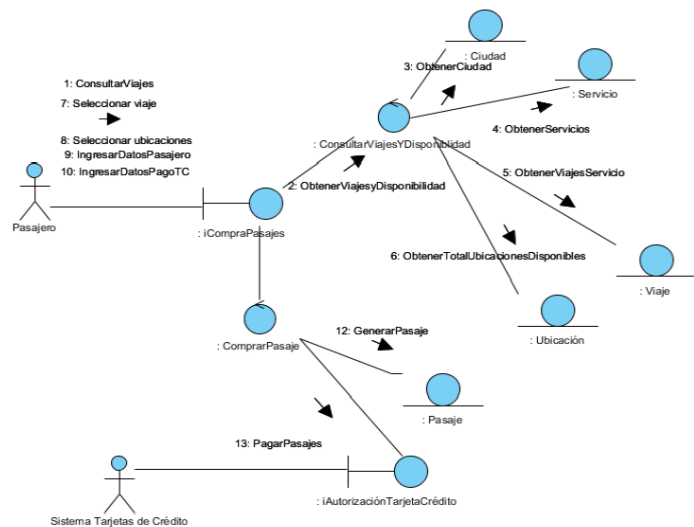 : Ciudad
3: ObtenerCiudad
1: ConsultarViajes
7: Seleccionar viaje
: Servicio
4: ObtenerServicios
8: Seleccionar ubicaciones
9: IngresarDatosPasajero
10: IngresarDatosPagoTC
: ConsultarViajesYDisponiblidad
2: ObtenerViajesyDisponibilidad
5: ObtenerViajesServicio
Pasajero
: iCompraPasajes
6: ObtenerTotalUbicacionesDisponibles
: Viaje
: Ubicación
12: GenerarPasaje
: ComprarPasaje
: Pasaje
13: PagarPasajes
: iAutorizaciónTarjetaCrédito
Sistema Tarjetas de Crédito